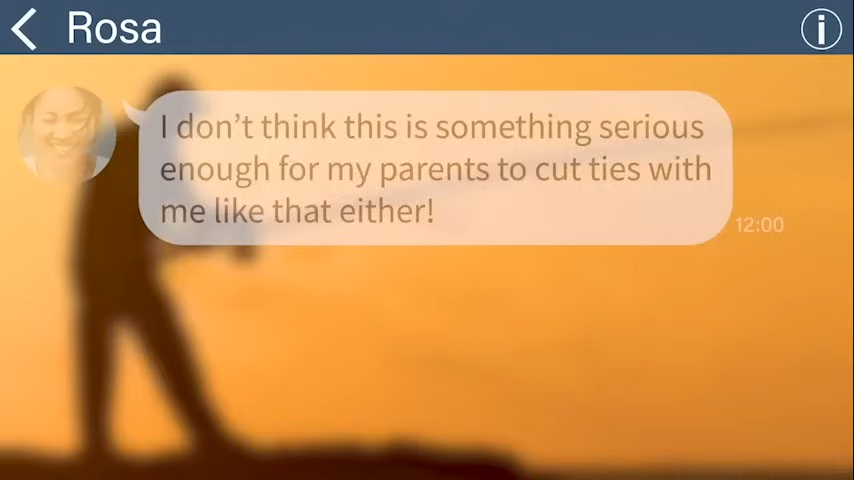 Rosa
I don’t think this is something serious
enough for my parents to cut ties with
me like that either!
12:00